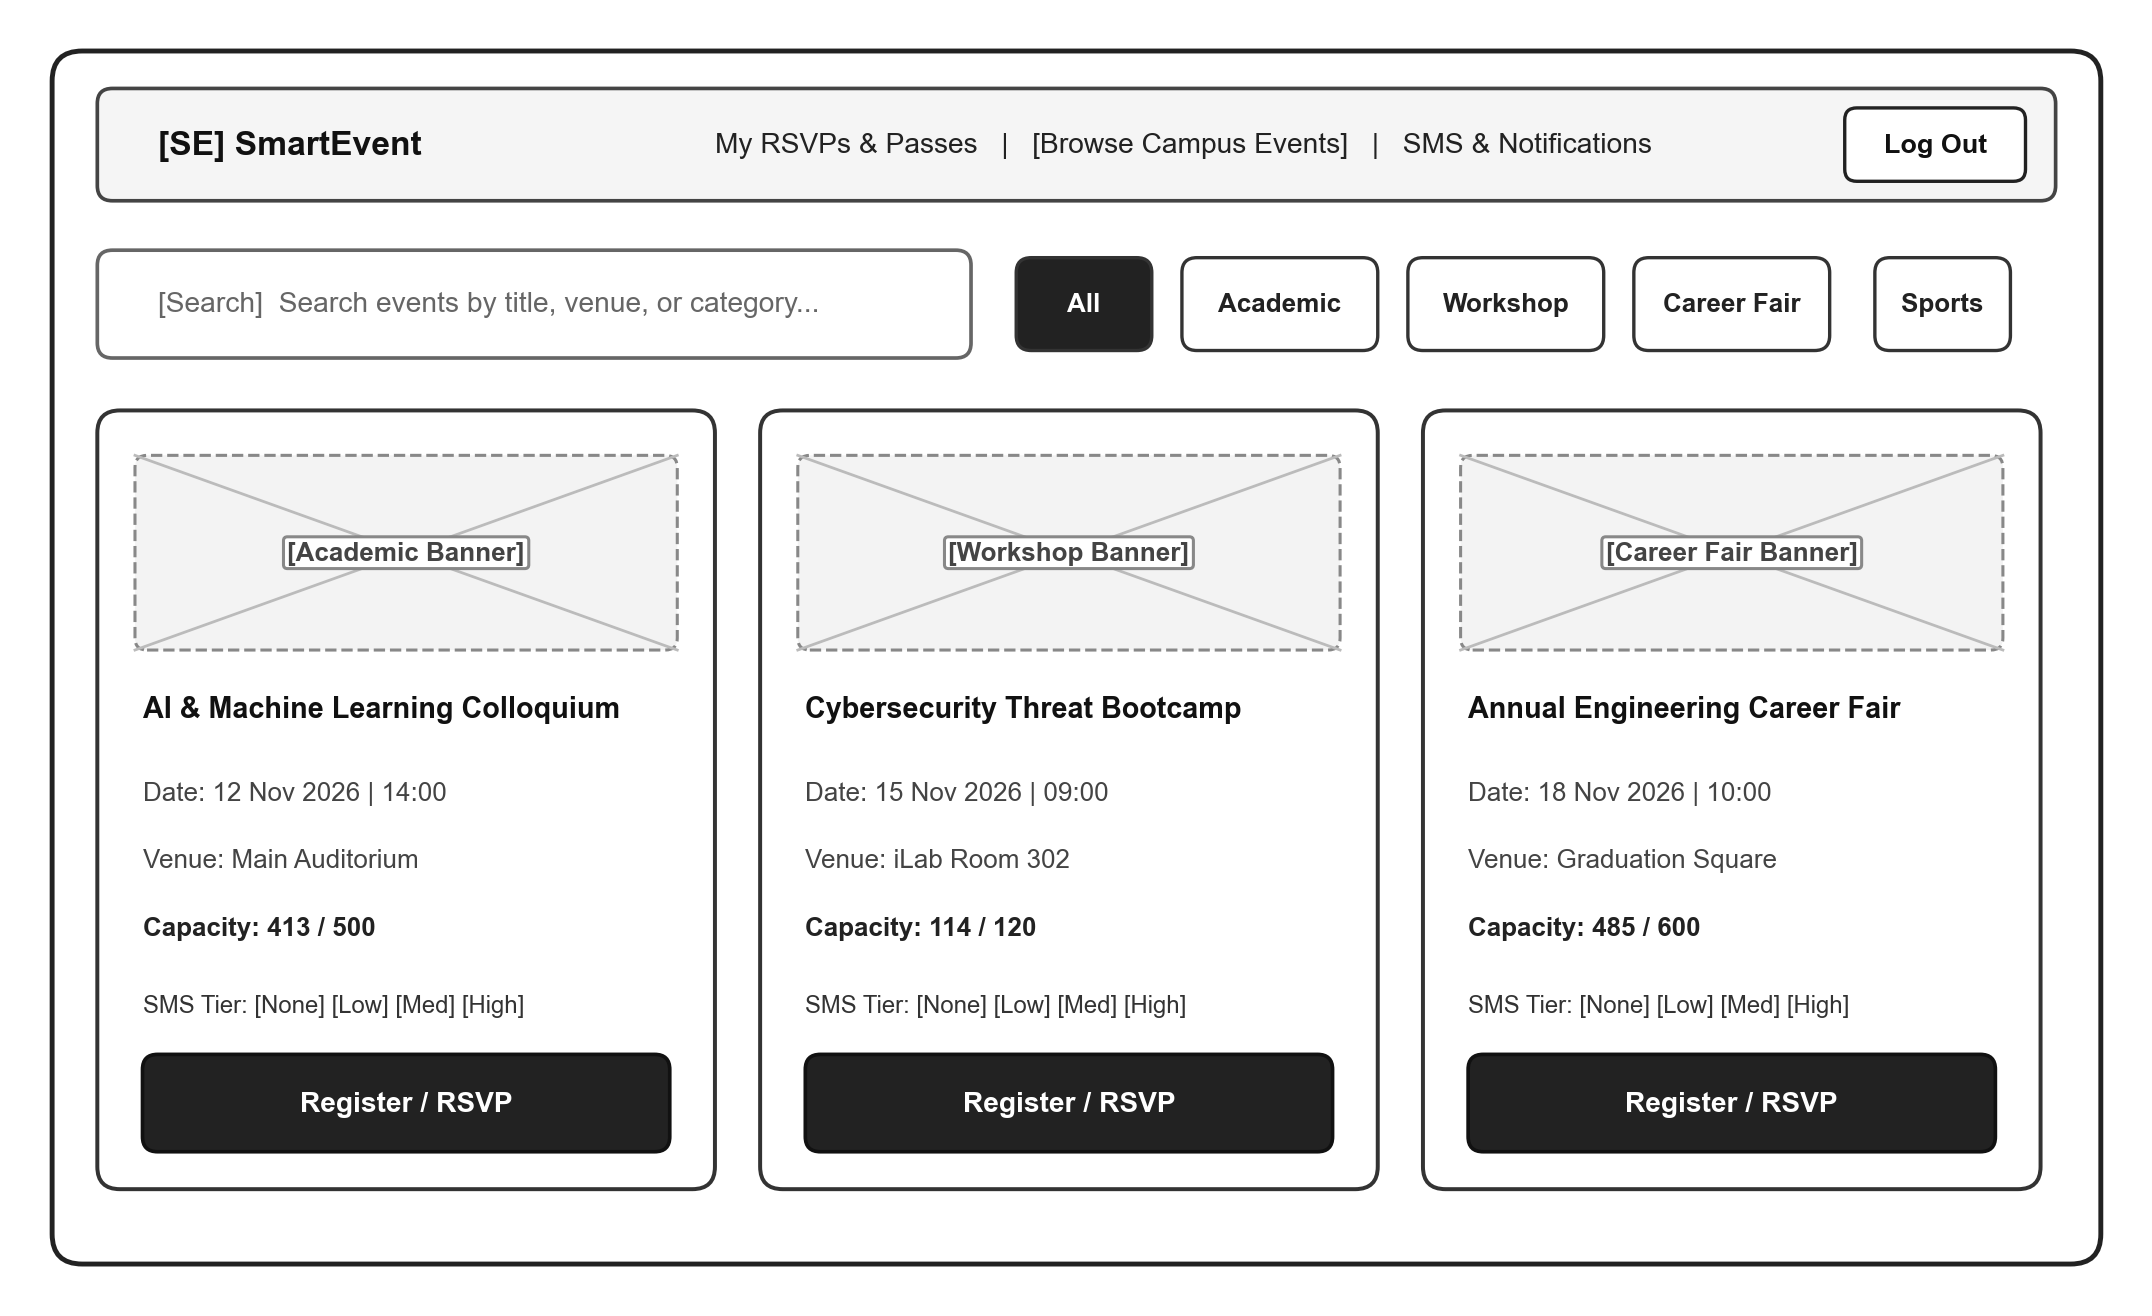 [SE] SmartEvent
My RSVPs & Passes | [Browse Campus Events] | SMS & Notifications
Log Out
[Search] Search events by title, venue, or category...
All
Academic
Workshop
Career Fair
Sports
[Academic Banner]
AI & Machine Learning Colloquium
Date: 12 Nov 2026 | 14:00
Venue: Main Auditorium
Capacity: 413 / 500
SMS Tier: [None] [Low] [Med] [High]
Register / RSVP
[Workshop Banner]
Cybersecurity Threat Bootcamp
Date: 15 Nov 2026 | 09:00
Venue: iLab Room 302
Capacity: 114 / 120
SMS Tier: [None] [Low] [Med] [High]
Register / RSVP
[Career Fair Banner]
Annual Engineering Career Fair
Date: 18 Nov 2026 | 10:00
Venue: Graduation Square
Capacity: 485 / 600
SMS Tier: [None] [Low] [Med] [High]
Register / RSVP